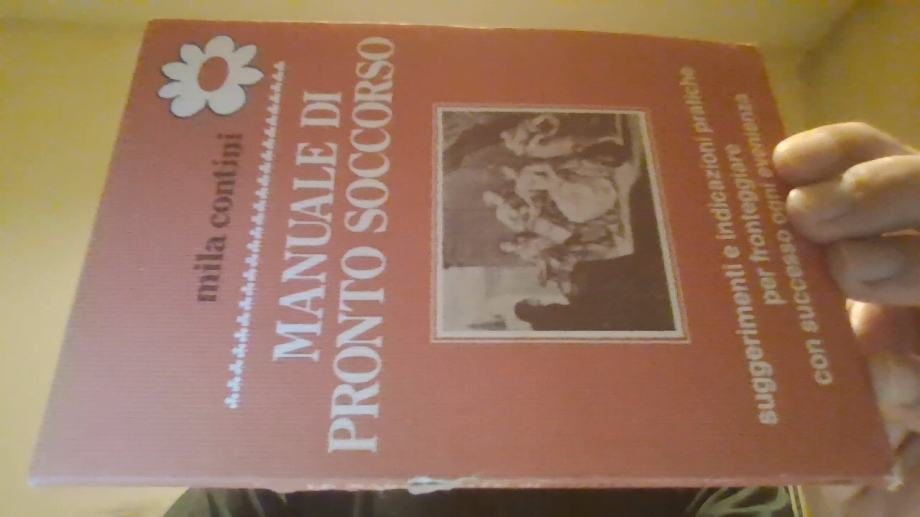 mila contini
MANUALE DI
PRONTO SOCCORSO
suggerimenti e indicazioni pratiche
per fronteggiare
con successo ogni evenienza